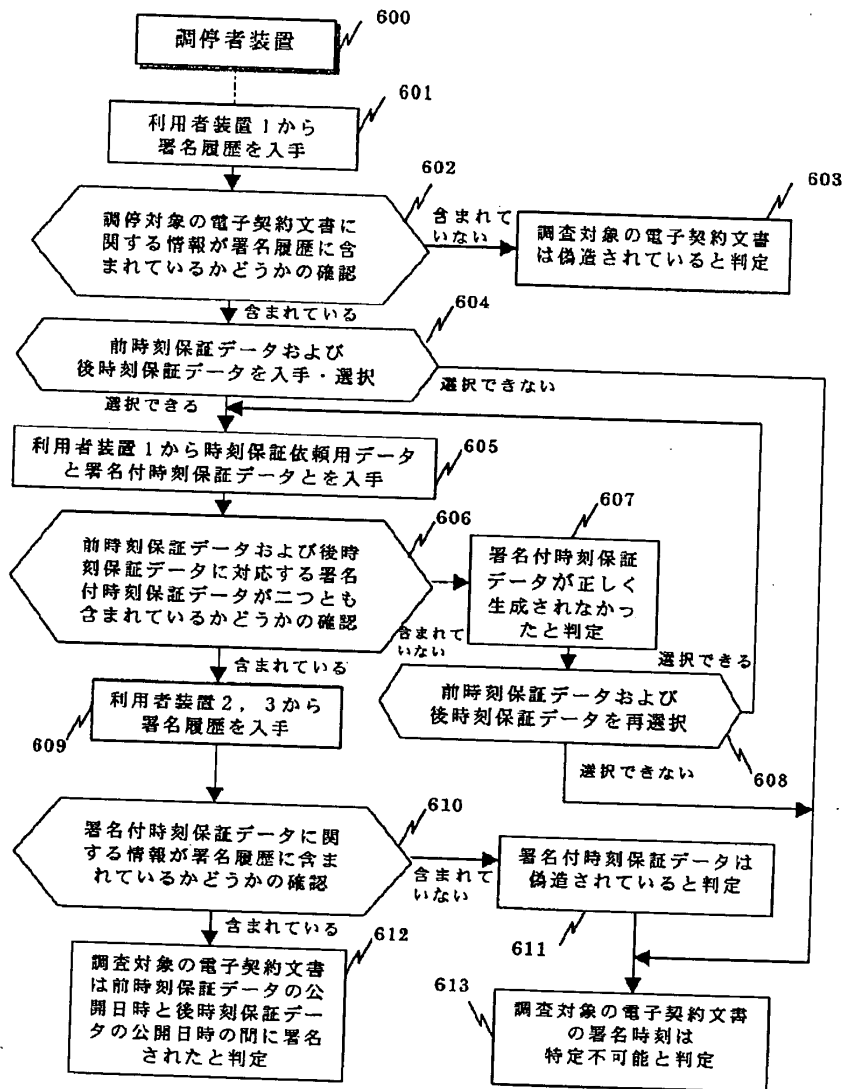 調停者装置
600
601
利用者装置1から
署名履歴を入手
602
調停対象の電子契約文書に
関する情報が署名履歴に含
まれているかどうかの確認
含まれて
いない
603
調査対象の電子契約文書
は偽造されていると判定
含まれている
604
前時刻保証データおよび
後時刻保証データを入手・選択
選択できない
選択できる
利用者装置1から時刻保証依頼用データ
と署名付時刻保証データとを入手
605
606
前時刻保証データおよび後時
刻保証データに対応する署名
付時刻保証データが二つとも
含まれているかどうかの確認
含まれて
いない
607
署名付時刻保証
データが正しく
生成されなかっ
たと判定
含まれている
選択できる
利用者装置2,3から
署名履歴を入手
609
前時刻保証データおよび
後時刻保証データを再選択
608
選択できない
610
署名付時刻保証データに関
する情報が署名履歴に含ま
れているかどうかの確認
含まれて
いない
署名付時刻保証データは
偽造されていると判定
611
含まれている
612
調査対象の電子契約文書
は前時刻保証データの公
開日時と後時刻保証デー
タの公開日時の間に署名
されたと判定
613
調査対象の電子契約文書
の署名時刻は
特定不可能と判定